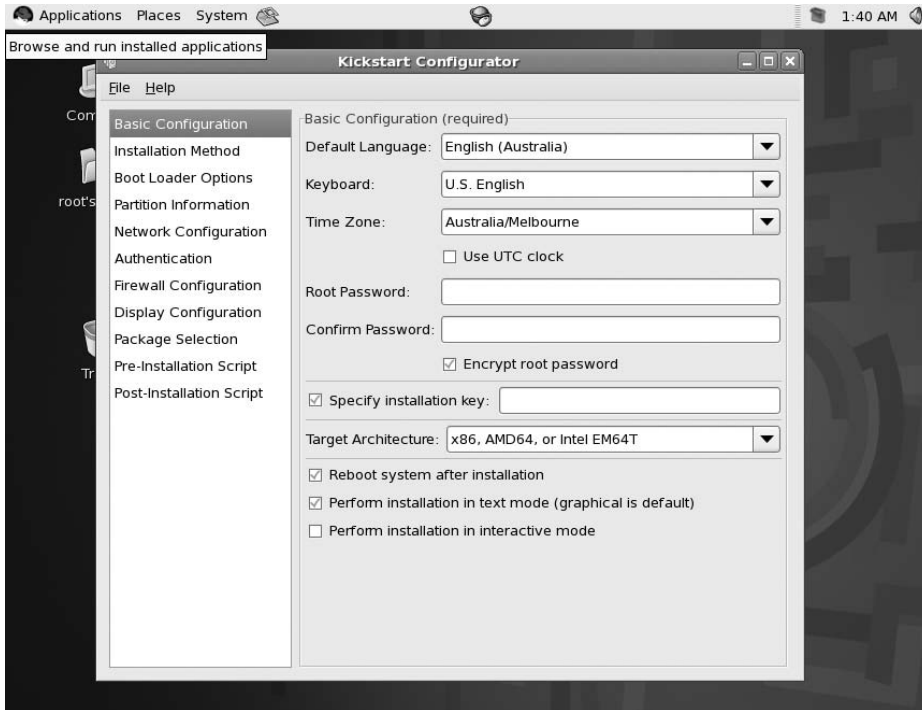 Applications Places System
1:40 AM
Browse and run installed applications
Kickstart Configurator
File Help
Com
root's
Tr
Basic Configuration
Installation Method
Boot Loader Options
Partition Information
Network Configuration
Authentication
Firewall Configuration
Display Configuration
Package Selection
Pre-Installation Script
Post-Installation Script
Basic Configuration (required)
Default Language: English (Australia)
Keyboard: U.S. English
Time Zone: Australia/Melbourne
Use UTC clock
Root Password:
Confirm Password:
Encrypt root password
Specify installation key:
Target Architecture: x86, AMD64, or Intel EM64T
Reboot system after installation
Perform installation in text mode (graphical is default)
Perform installation in interactive mode